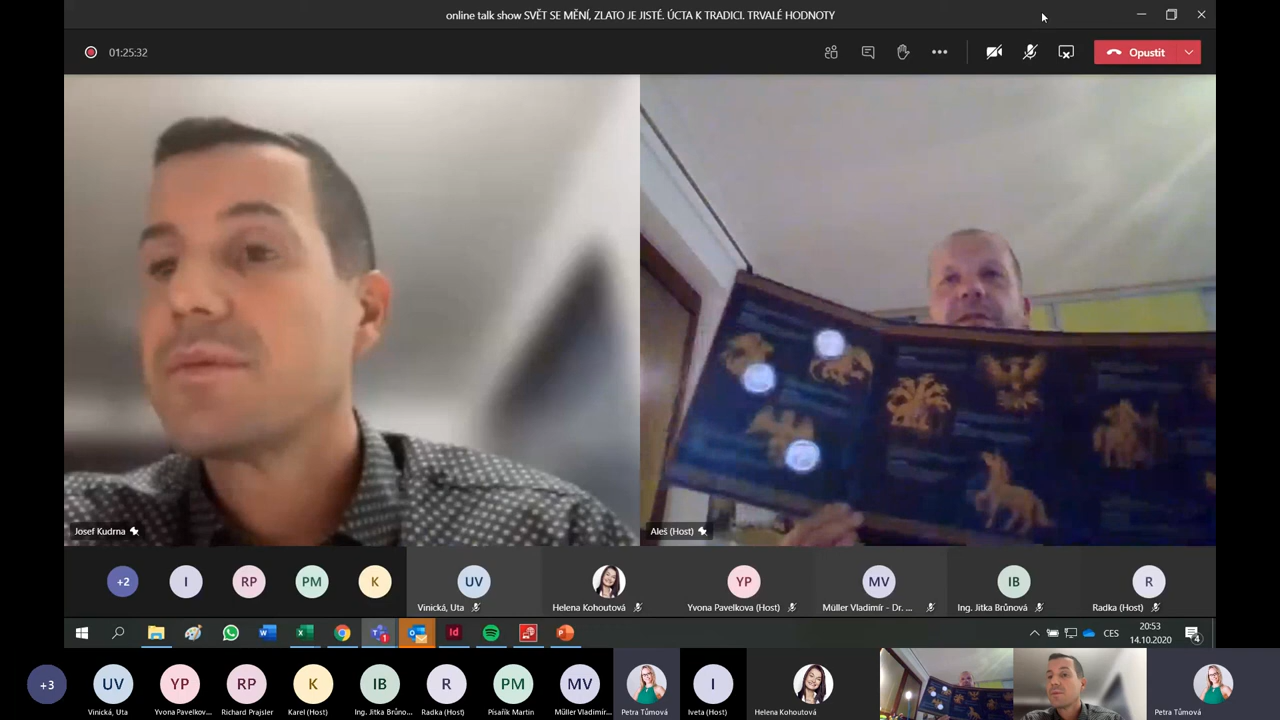 online talk show SVĚT SE MĚNÍ, ZLATO JE JISTÉ. ÚCTA K TRADICI. TRVALÉ HODNOTY
01:25:32
Opustit
Josef Kudrna
Aleš (Host)
+2
I
RP
PM
K
UV
YP
MV
IB
R
Vinická, Uta
Helena Kohoutová
Yvona Pavelkova (Host)
Müller Vladimír - Dr. ...
Ing. Jitka Brůnová
Radka (Host)
CES
20:53
14.10.2020
4
+3
UV
YP
RP
K
IB
R
PM
MV
I
Vinická, Uta
Yvona Pavelkov...
Richard Prajsler
Karel (Host)
Ing. Jitka Brůno...
Radka (Host)
Písařík Martin
Müller Vladimír...
Petra Tůmová
Iveta (Host)
Helena Kohoutová
Petra Tůmová